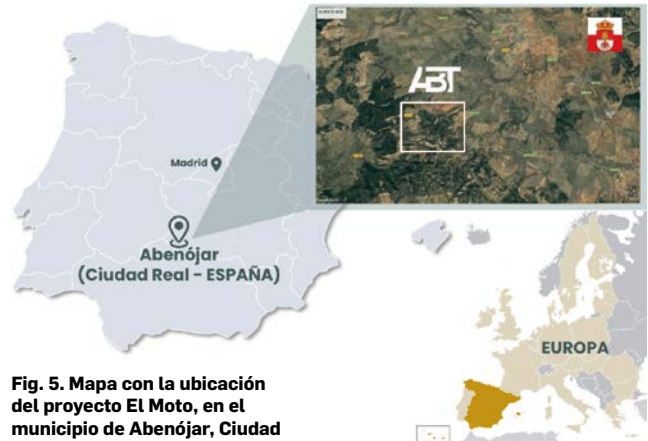 ABT
Madrid
Abenójar
(Ciudad Real - ESPAÑA)
EUROPA
Fig. 5. Mapa con la ubicación
del proyecto El Moto, en el
municipio de Abenójar, Ciudad